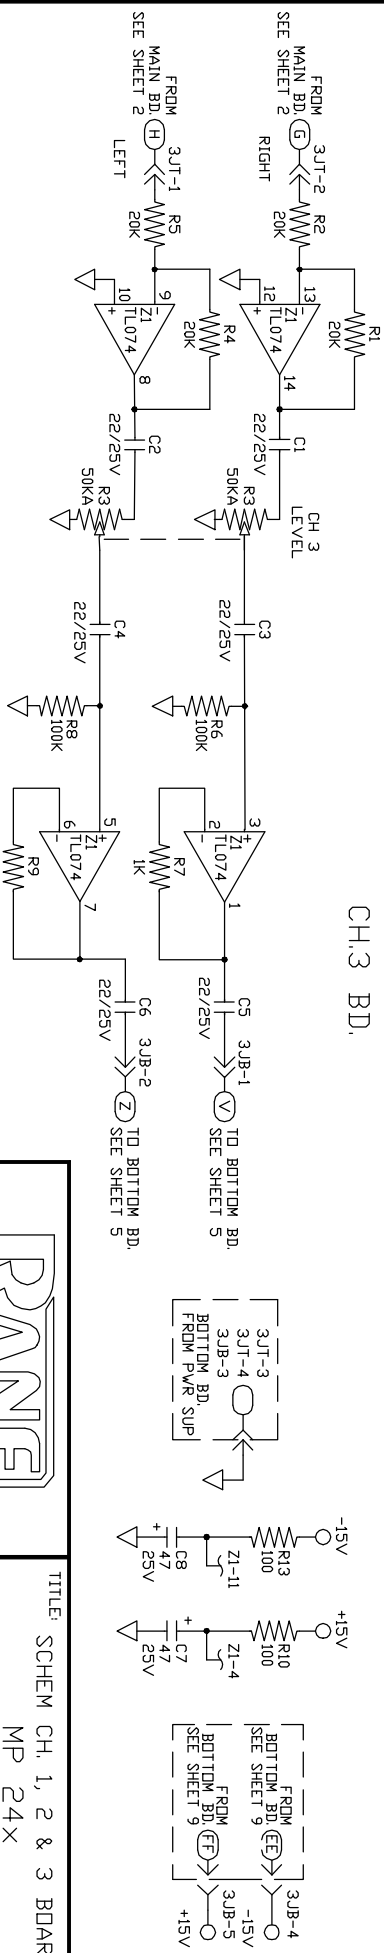 CH.3 BD.
FROM
MAIN BD.
SEE SHEET 2
G
3JT-2
RIGHT
R2
20K
R1
20K
13
12
Z1
TL074
14
C1
22/25V
CH 3
LEVEL
R3
50KA
C3
22/25V
R6
100K
3
2
Z1
TL074
1
R7
1K
C5
22/25V
3JB-1
V
TO BOTTOM BD.
SEE SHEET 5
FROM
MAIN BD.
SEE SHEET 2
H
3JT-1
LEFT
R5
20K
R4
20K
9
10
Z1
TL074
8
C2
22/25V
R3
50KA
C4
22/25V
R8
100K
5
6
Z1
TL074
7
R9
C6
22/25V
3JB-2
Z
TO BOTTOM BD.
SEE SHEET 5
3JT-3
3JT-4
3JB-3
BOTTOM BD.
FROM PWR SUP
-15V
R13
100
Z1-11
C8
47
25V
+
+15V
R10
100
Z1-4
C7
47
25V
+
FROM
BOTTOM BD.
SEE SHEET 9
EE
3JB-4
-15V
FROM
BOTTOM BD.
SEE SHEET 9
FF
3JB-5
+15V
RANE
TITLE:
SCHEM CH. 1, 2 & 3 BOAR
MP 24x